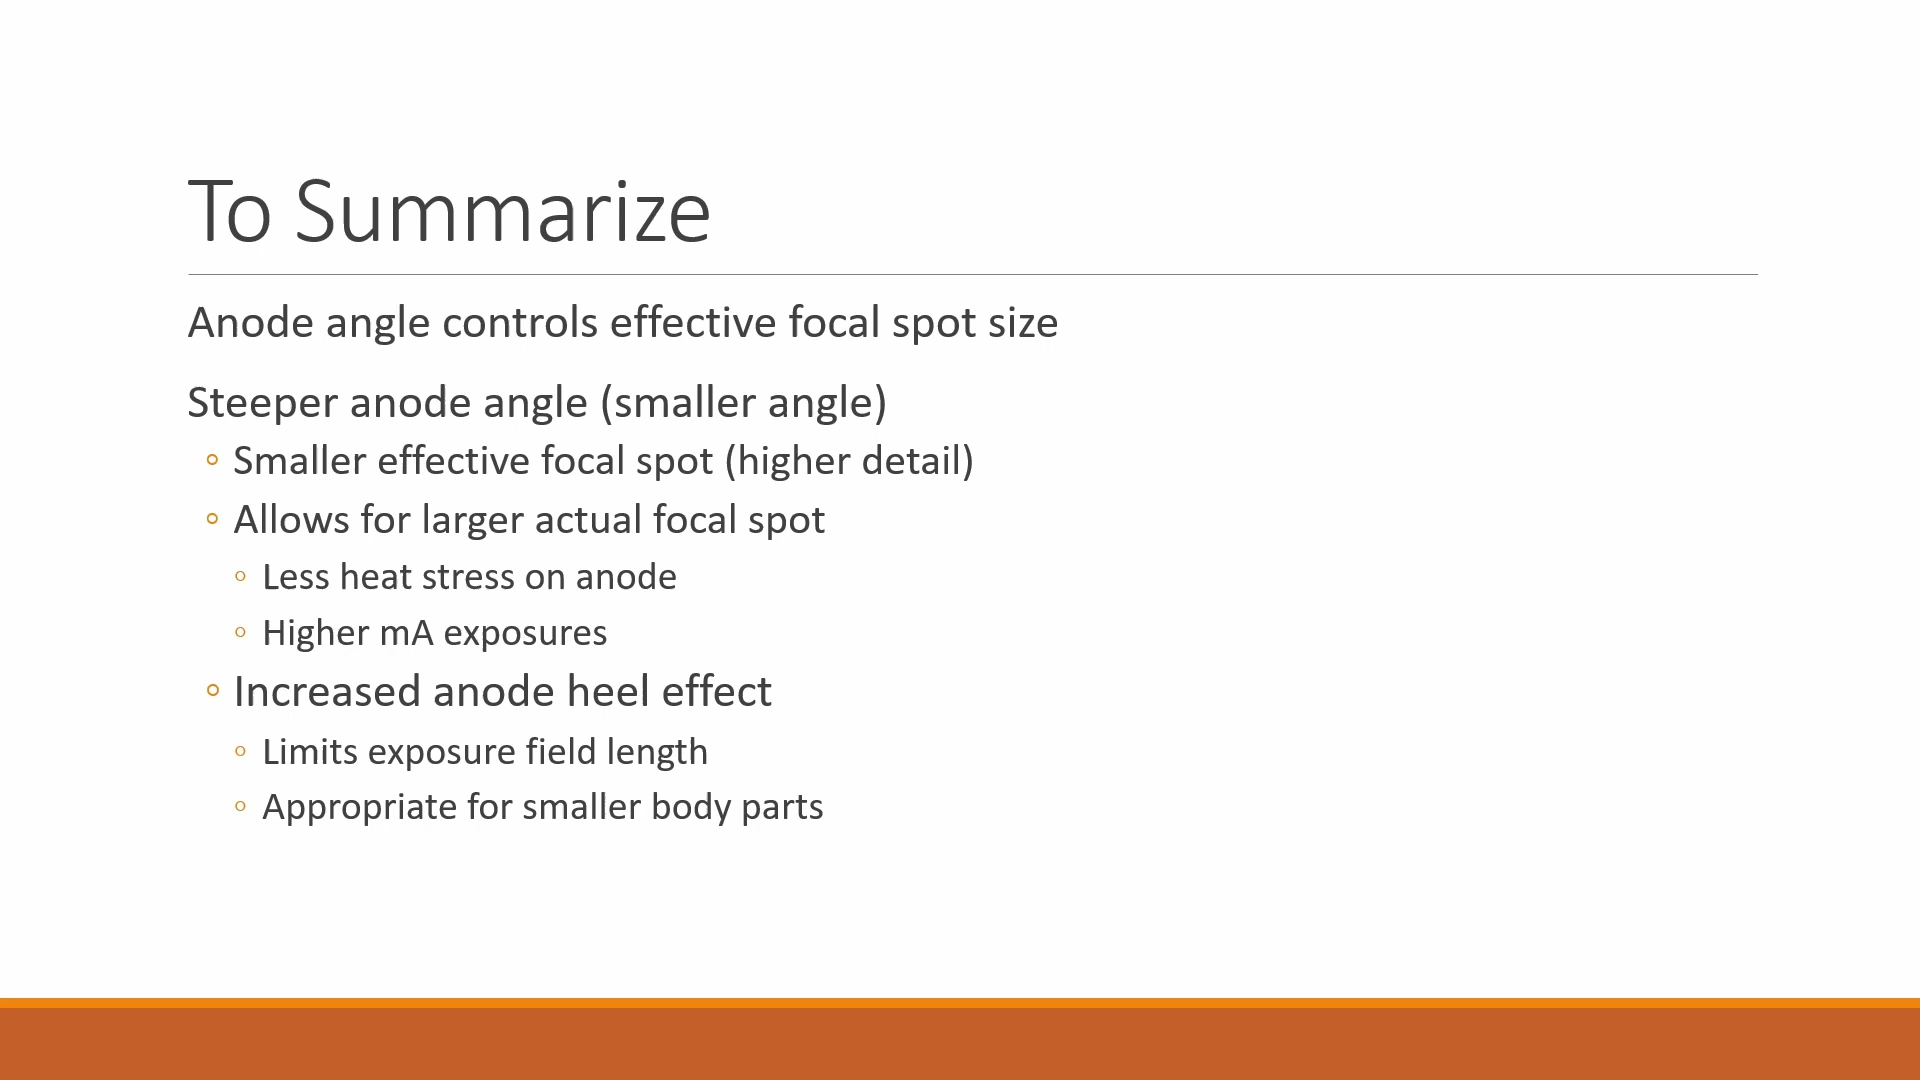 To Summarize
Anode angle controls effective focal spot size
Steeper anode angle (smaller angle)
◦ Smaller effective focal spot (higher detail)
◦ Allows for larger actual focal spot
◦ Less heat stress on anode
◦ Higher mA exposures
◦ Increased anode heel effect
◦ Limits exposure field length
◦ Appropriate for smaller body parts